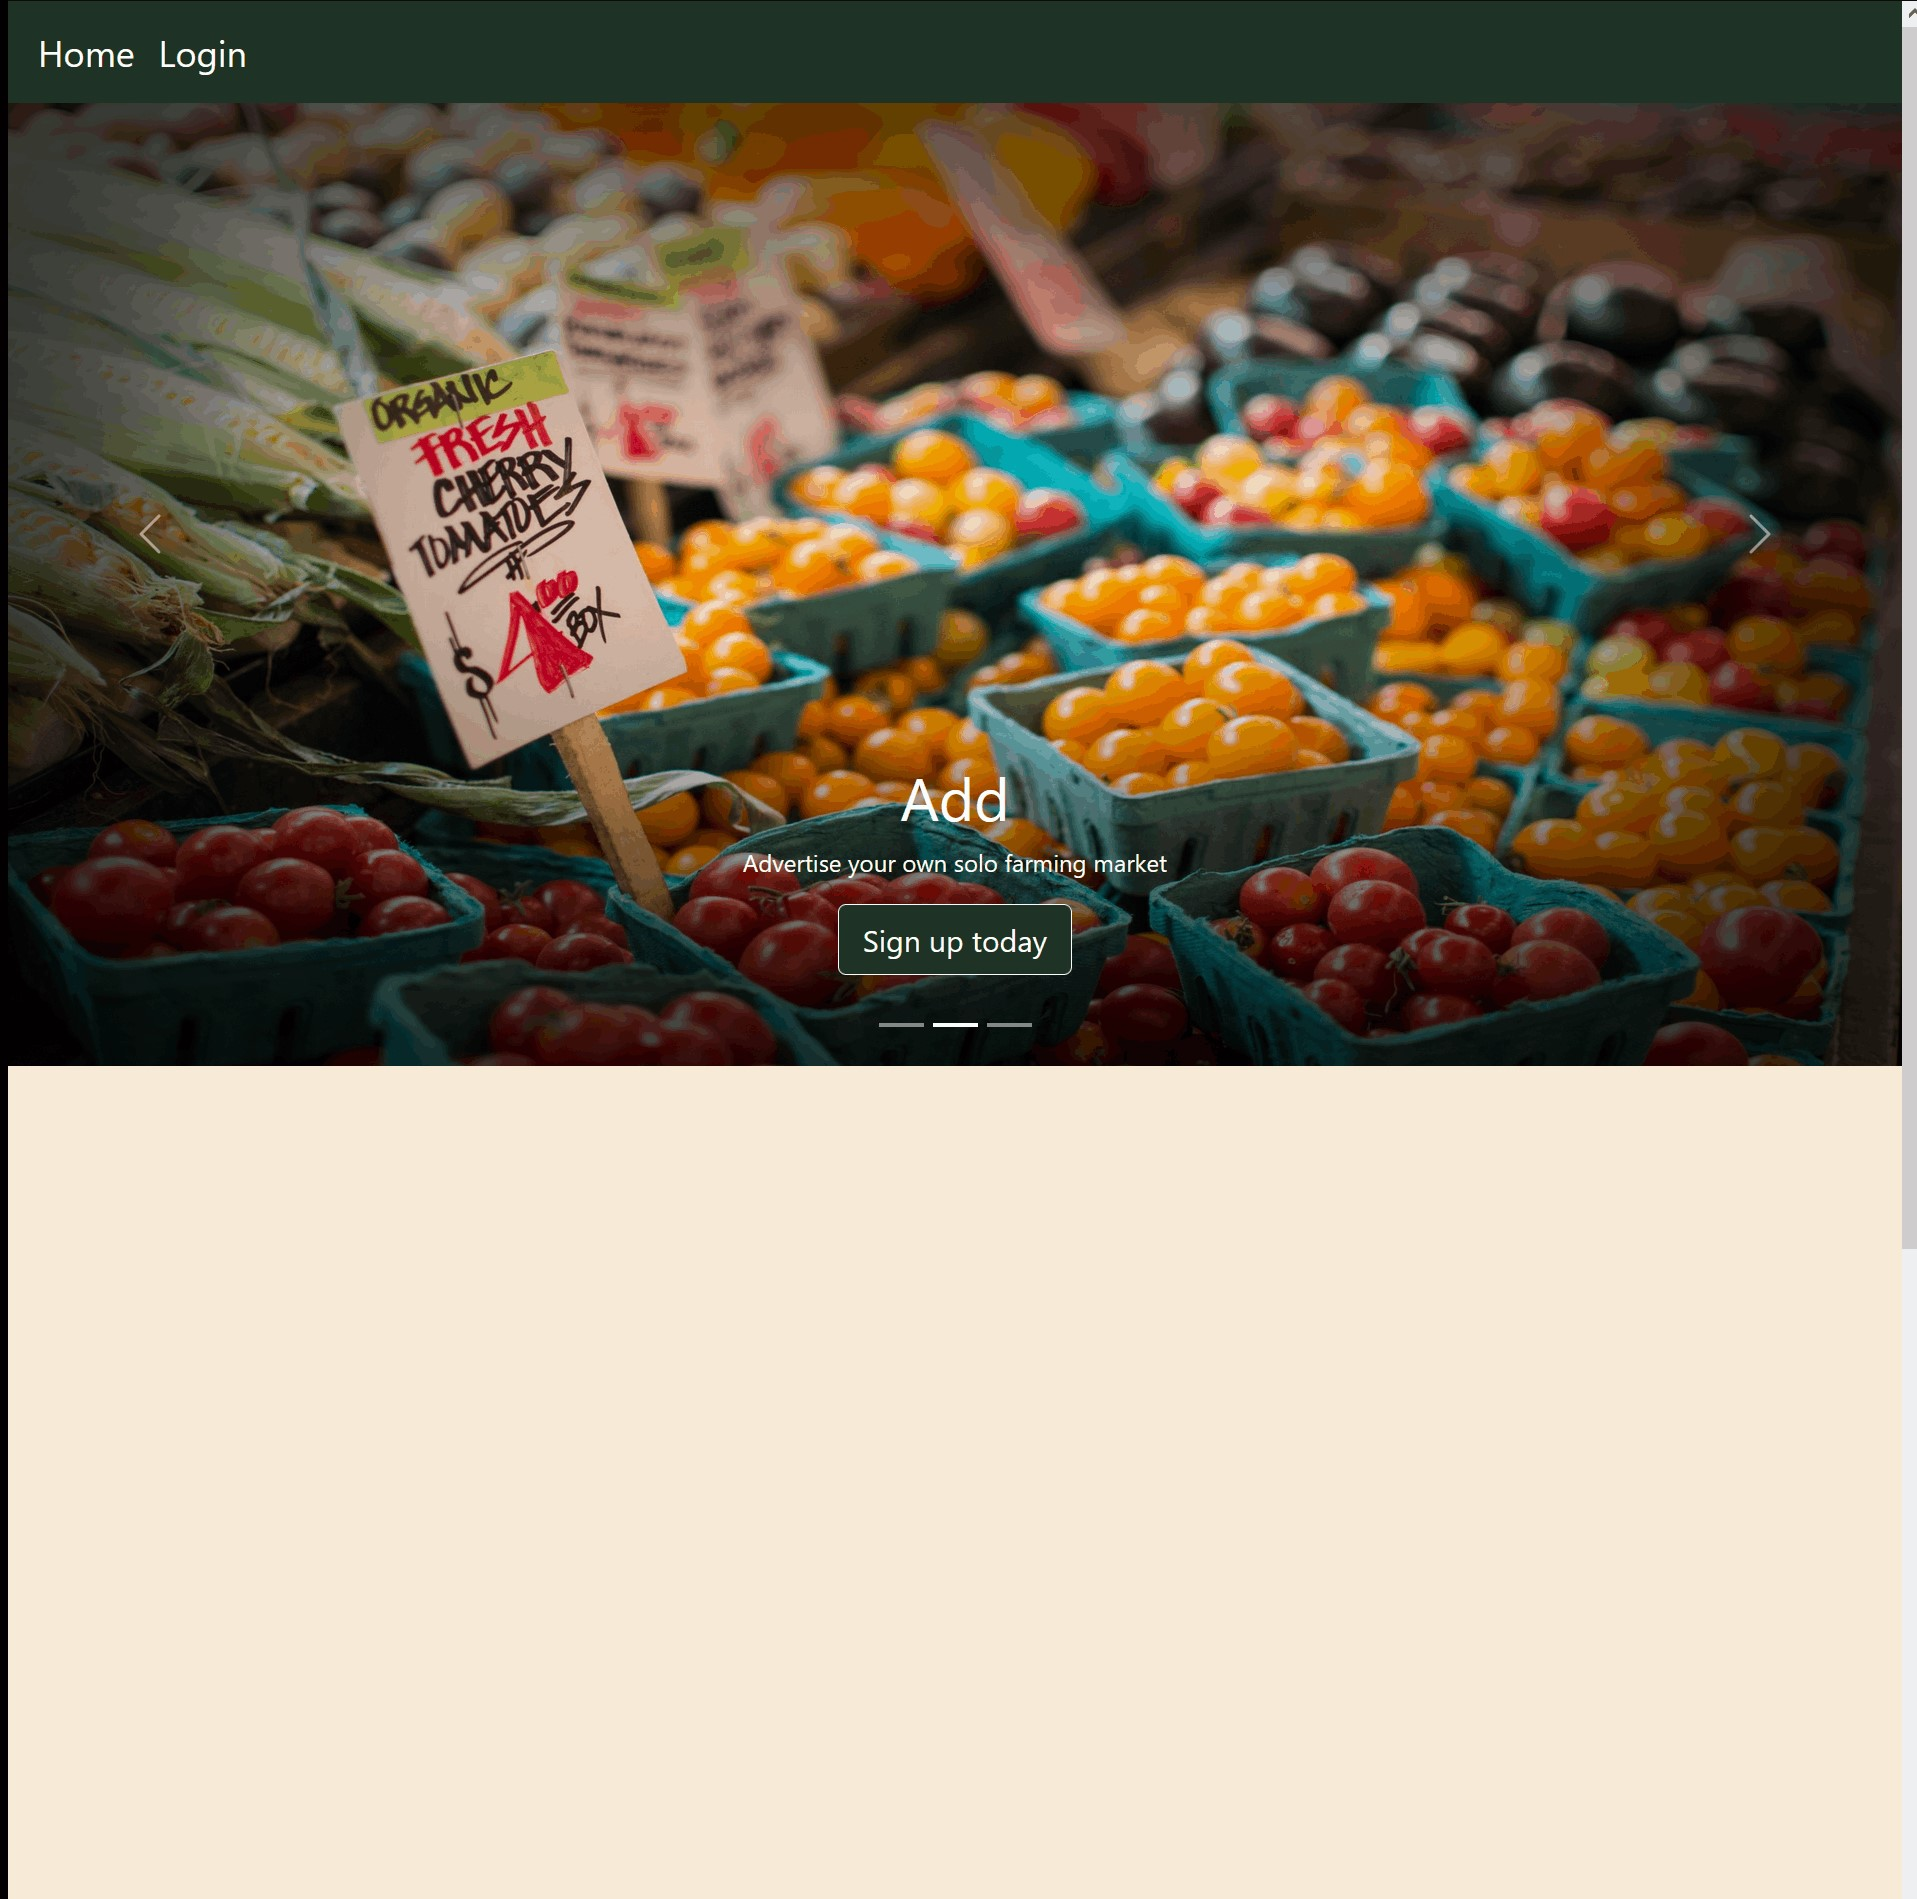 Home Login
ORGANIC
FRESH
CHERRY
TOMATOES
$4.00
BOX
Add
Advertise your own solo farming market
Sign up today